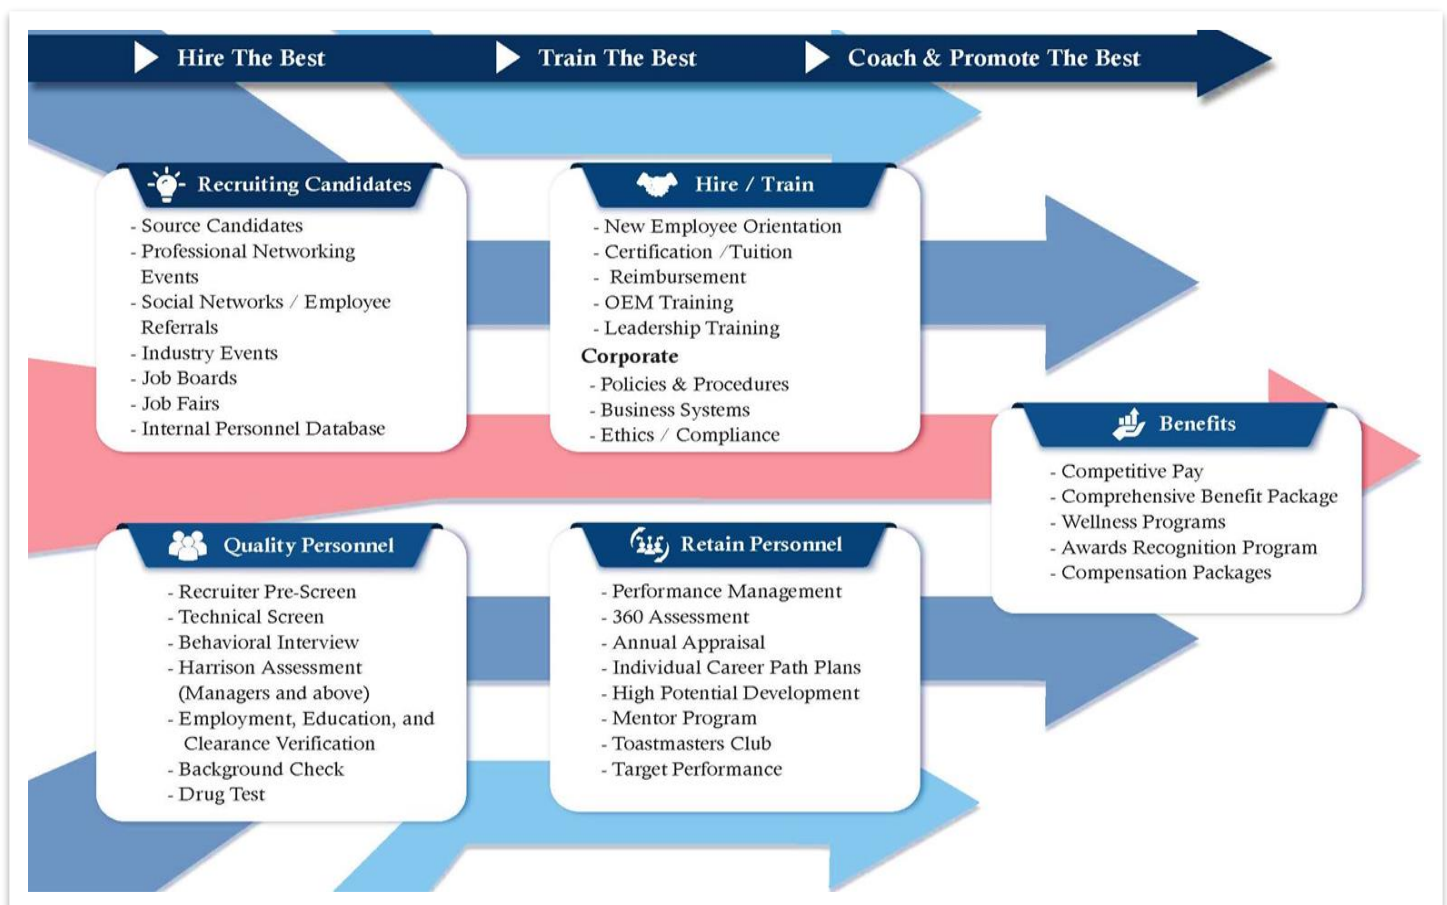 Hire The Best
Train The Best
Coach & Promote The Best
Recruiting Candidates
- Source Candidates
- Professional Networking
Events
- Social Networks / Employee
Referrals
- Industry Events
- Job Boards
- Job Fairs
- Internal Personnel Database
Hire / Train
- New Employee Orientation
- Certification /Tuition
- Reimbursement
- OEM Training
- Leadership Training
Corporate
- Policies & Procedures
- Business Systems
- Ethics / Compliance
Benefits
- Competitive Pay
- Comprehensive Benefit Package
- Wellness Programs
- Awards Recognition Program
- Compensation Packages
Quality Personnel
- Recruiter Pre-Screen
- Technical Screen
- Behavioral Interview
- Harrison Assessment
(Managers and above)
- Employment, Education, and
Clearance Verification
- Background Check
- Drug Test
Retain Personnel
- Performance Management
- 360 Assessment
- Annual Appraisal
- Individual Career Path Plans
- High Potential Development
- Mentor Program
- Toastmasters Club
- Target Performance